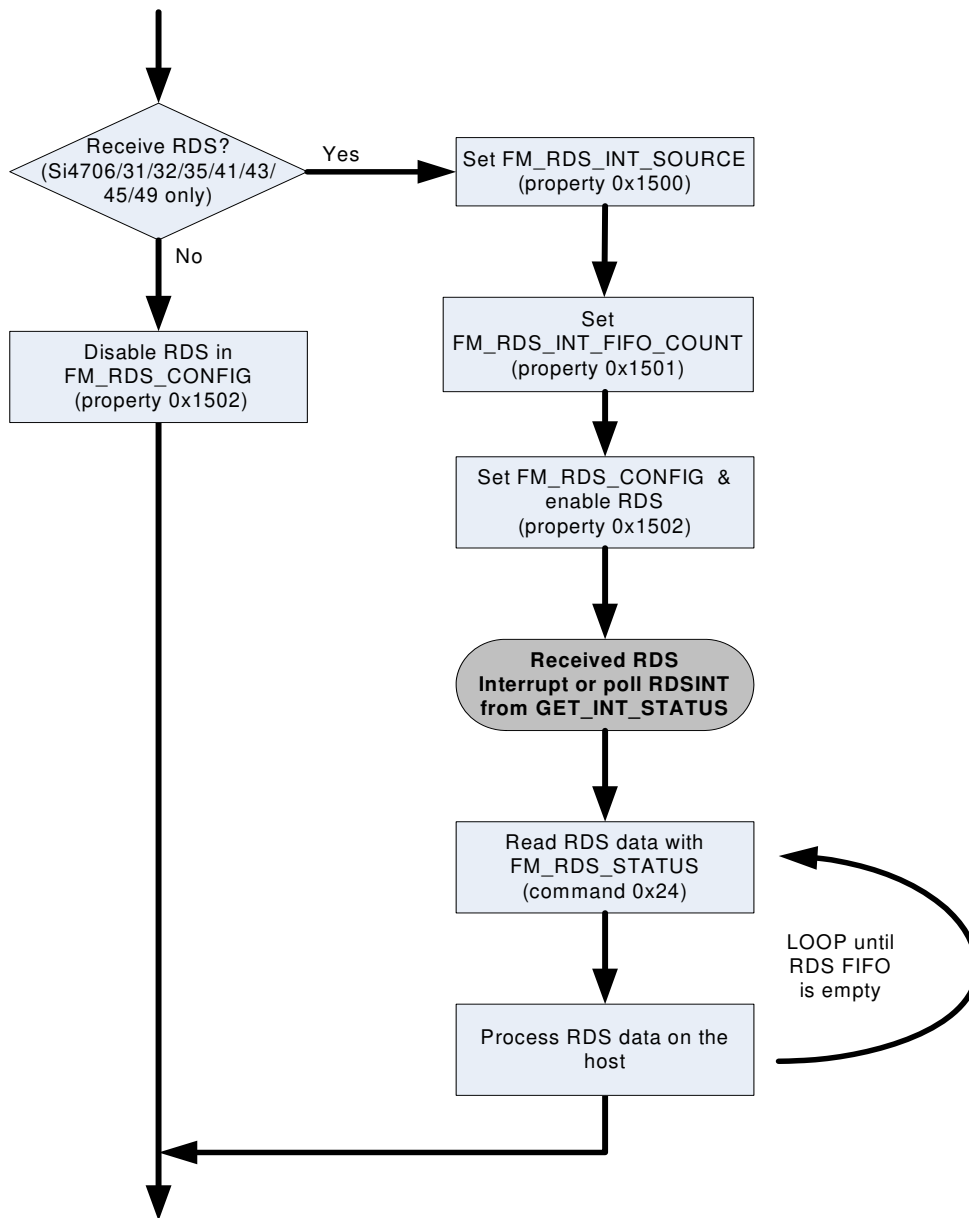 Receive RDS?
(Si4706/31/32/35/41/43/
45/49 only)
Yes
No
Set FM_RDS_INT_SOURCE
(property 0x1500)
Set
FM_RDS_INT_FIFO_COUNT
(property 0x1501)
Disable RDS in
FM_RDS_CONFIG
(property 0x1502)
Set FM_RDS_CONFIG &
enable RDS
(property 0x1502)
Received RDS
Interrupt or poll RDSINT
from GET_INT_STATUS
Read RDS data with
FM_RDS_STATUS
(command 0x24)
LOOP until
RDS FIFO
is empty
Process RDS data on the
host